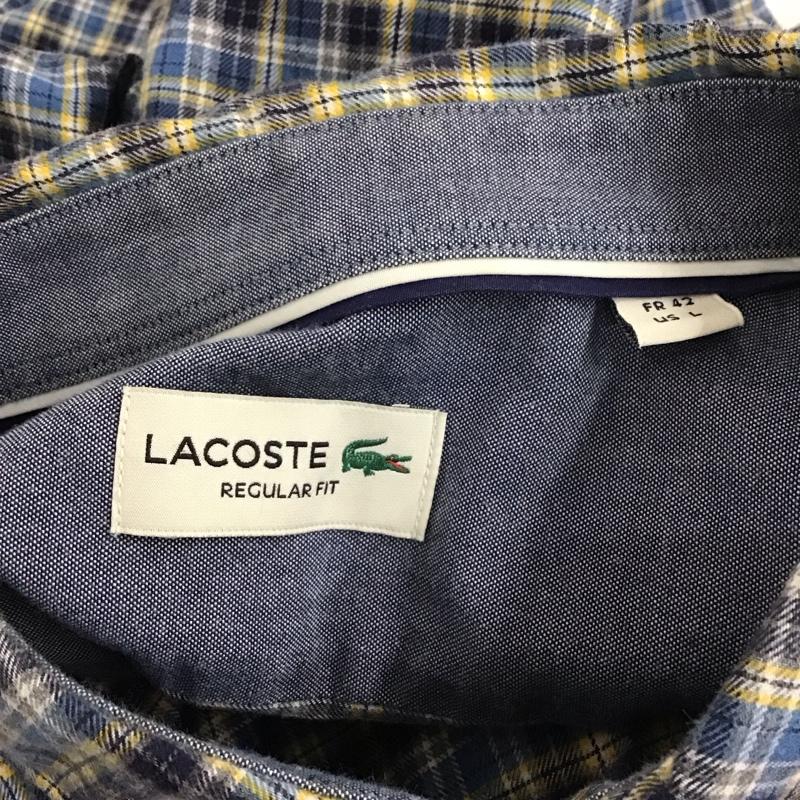 FR 42
US L
LACOSTE
REGULAR FIT